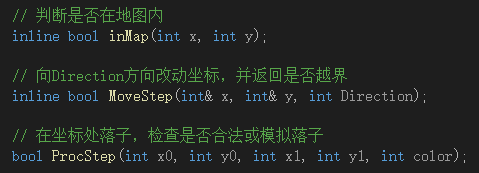 // 判断是否在地图内
inline bool inMap(int x, int y);
// 向Direction方向改动坐标，并返回是否越界
inline bool MoveStep(int& x, int& y, int Direction);
// 在坐标处落子，检查是否合法或模拟落子
bool ProcStep(int x0, int y0, int x1, int y1, int color);